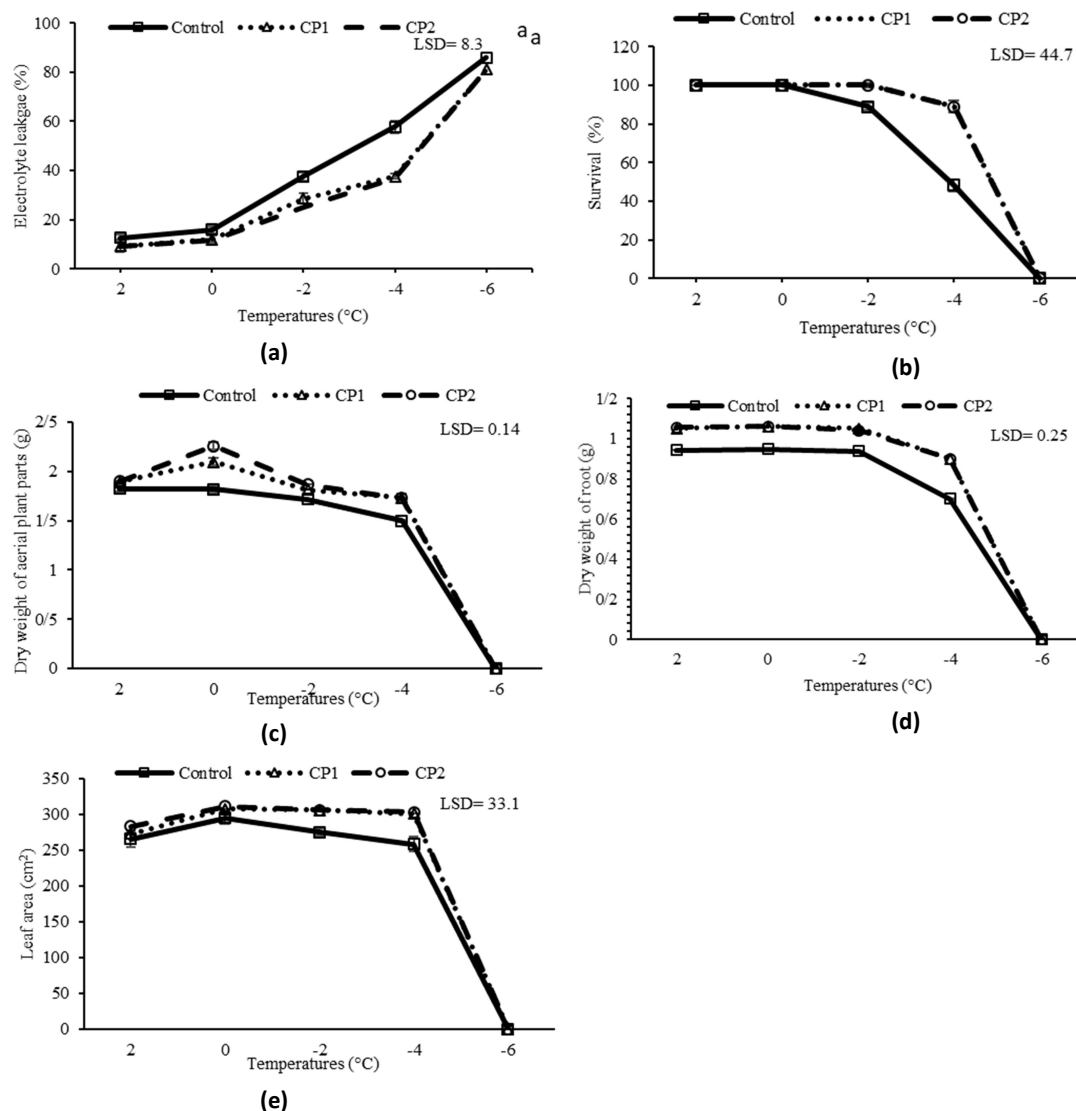 Control CP1 CP2
LSD= 8.3
a a
Electrolyte leakgae (%)
100
80
60
40
20
0
2 0 -2 -4 -6
Temperatures (°C)
(a)
Control CP1 CP2
LSD= 44.7
Survival (%)
120
100
80
60
40
20
0
2 0 -2 -4 -6
Temperatures (°C)
(b)
Control CP1 CP2
LSD= 0.14
Dry weight of aerial plant parts (g)
2/5
2
1/5
1
0/5
0
2 0 -2 -4 -6
Temperatures (°C)
(c)
Control CP1 CP2
LSD= 0.25
Dry weight of root (g)
1/2
1
0/8
0/6
0/4
0/2
0
2 0 -2 -4 -6
Temperatures (°C)
(d)
Control CP1 CP2
LSD= 33.1
Leaf area (cm²)
350
300
250
200
150
100
50
0
2 0 -2 -4 -6
Temperatures (°C)
(e)